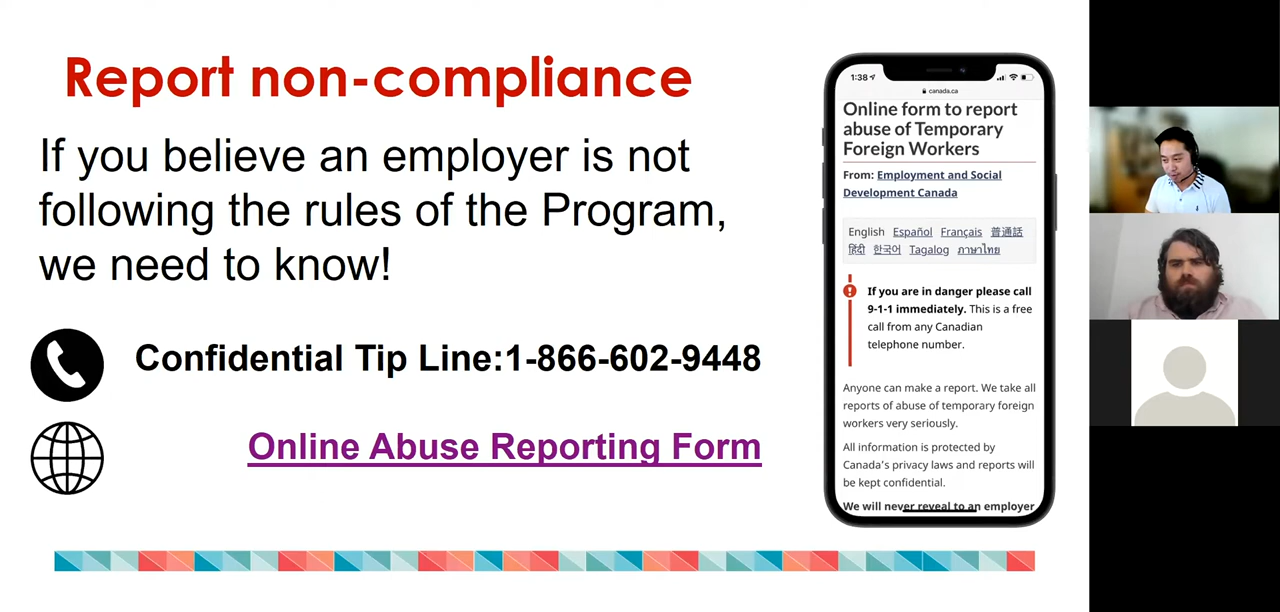 Report non-compliance
If you believe an employer is not
following the rules of the Program,
we need to know!
Confidential Tip Line:1-866-602-9448
Online Abuse Reporting Form
1:38
canada.ca
Online form to report
abuse of Temporary
Foreign Workers
From: Employment and Social
Development Canada
English Español Français 普通話
हिंदी 한국어 Tagalog ภาษาไทย
If you are in danger please call
9-1-1 immediately. This is a free
call from any Canadian
telephone number.
Anyone can make a report. We take all
reports of abuse of temporary foreign
workers very seriously.
All information is protected by
Canada's privacy laws and reports will
be kept confidential.
We will never reveal to an employer